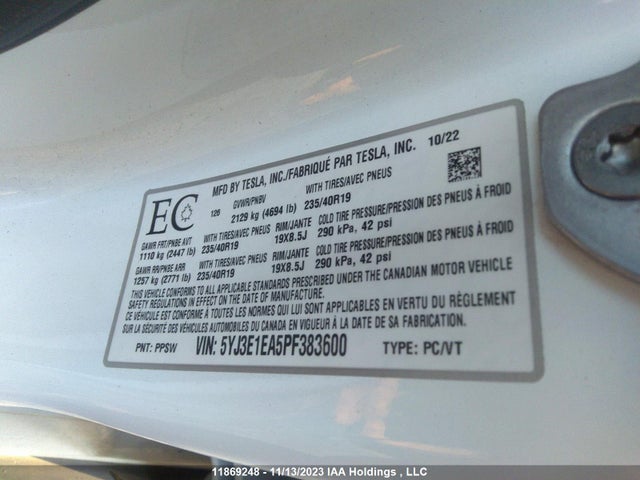 EC
MFD BY TESLA, INC./FABRIQUÉ PAR TESLA, INC. 10/22
126 GVWR/PNBV WITH TIRES/AVEC PNEUS
2129 kg (4694 lb) 235/40R19
GAWR FRT/PNBE AVT WITH TIRES/AVEC PNEUS RIM/JANTE COLD TIRE PRESSURE/PRESSION DES PNEUS À FROID
1110 kg (2447 lb) 235/40R19 19X8.5J 290 kPa, 42 psi
GAWR RR/PNBE ARR WITH TIRES/AVEC PNEUS RIM/JANTE COLD TIRE PRESSURE/PRESSION DES PNEUS À FROID
1257 kg (2771 lb) 235/40R19 19X8.5J 290 kPa, 42 psi
THIS VEHICLE CONFORMS TO ALL APPLICABLE STANDARDS PRESCRIBED UNDER THE CANADIAN MOTOR VEHICLE
SAFETY REGULATIONS IN EFFECT ON THE DATE OF MANUFACTURE.
CE VÉHICULE EST CONFORME À TOUTES LES NORMES QUI LUI SONT APPLICABLES EN VERTU DU RÈGLEMENT
SUR LA SÉCURITÉ DES VÉHICULES AUTOMOBILES DU CANADA EN VIGUEUR À LA DATE DE SA FABRICATION.
PNT: PPSW VIN: 5YJ3E1EA5PF383600 TYPE: PC/VT
11869248 - 11/13/2023 IAA Holdings , LLC